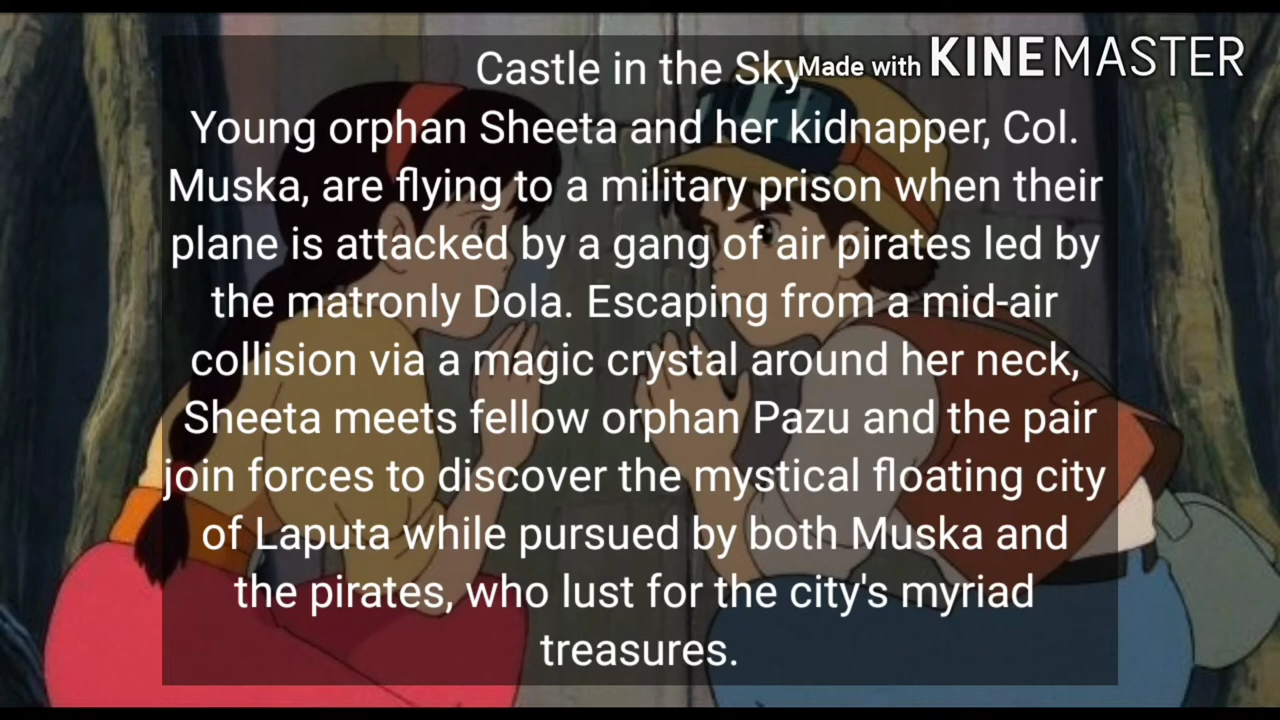 Castle in the Sky
Made with KINEMASTER
Young orphan Sheeta and her kidnapper, Col.
Muska, are flying to a military prison when their
plane is attacked by a gang of air pirates led by
the matronly Dola. Escaping from a mid-air
collision via a magic crystal around her neck,
Sheeta meets fellow orphan Pazu and the pair
join forces to discover the mystical floating city
of Laputa while pursued by both Muska and
the pirates, who lust for the city's myriad
treasures.